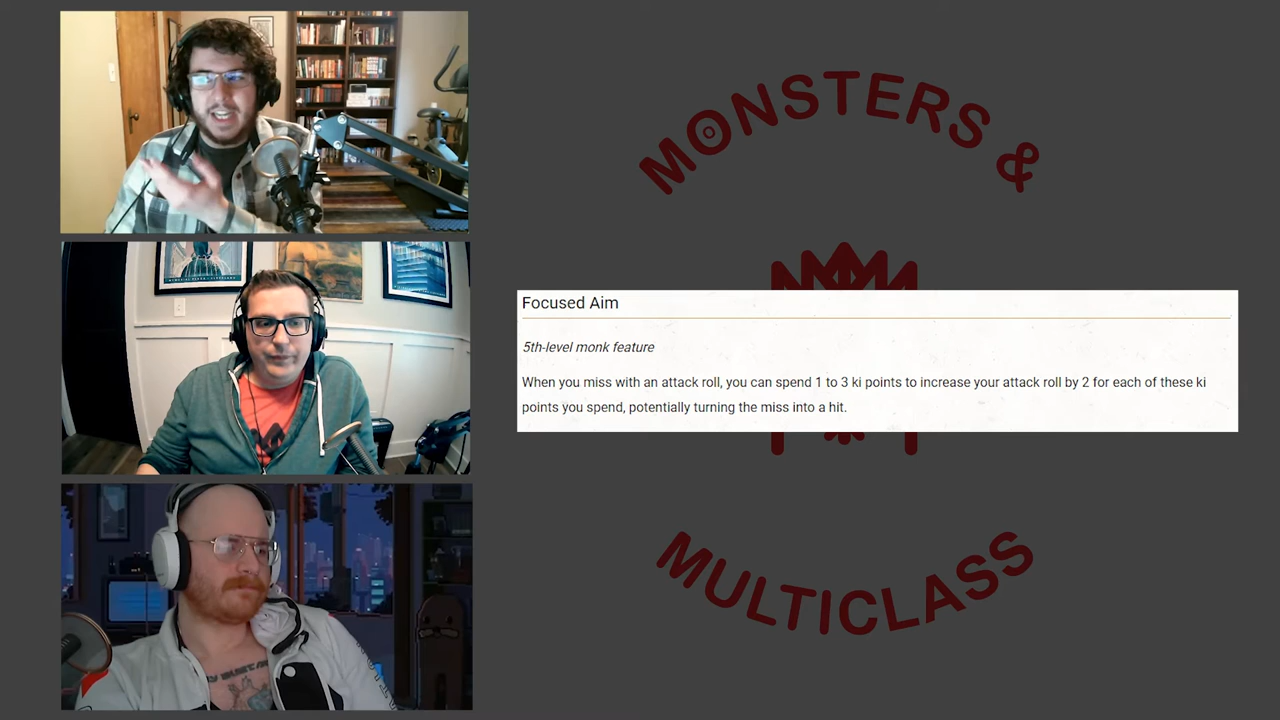 MONSTERS &
Focused Aim
5th-level monk feature
When you miss with an attack roll, you can spend 1 to 3 ki points to increase your attack roll by 2 for each of these ki
points you spend, potentially turning the miss into a hit.
MULTICLASS